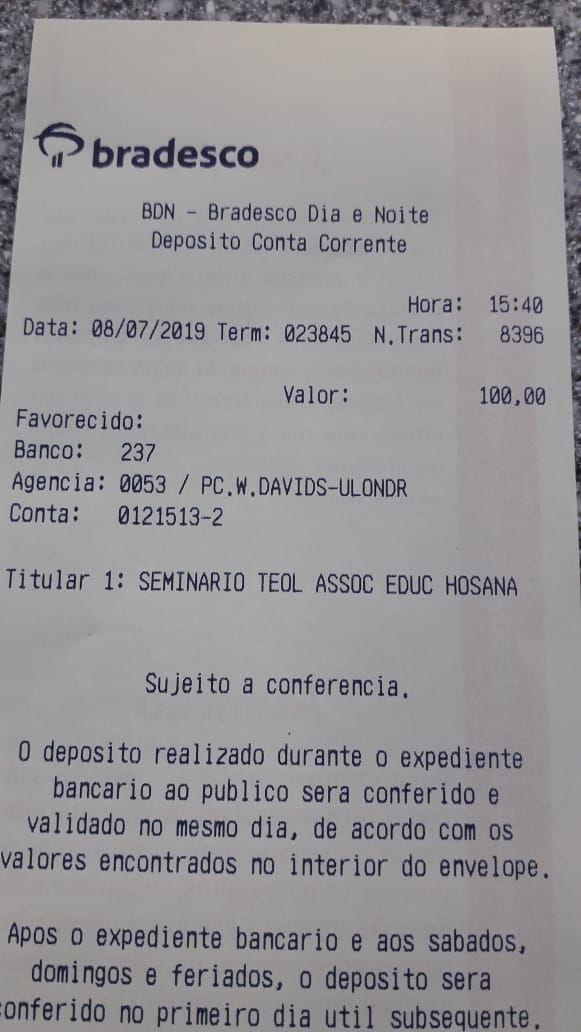 bradesco
BDN - Bradesco Dia e Noite
Deposito Conta Corrente
Hora: 15:40
Data: 08/07/2019 Term: 023845 N.Trans: 8396
Valor: 100,00
Favorecido:
Banco: 237
Agencia: 0053 / PC.W.DAVIDS-ULONDR
Conta: 0121513-2
Titular 1: SEMINARIO TEOL ASSOC EDUC HOSANA
Sujeito a conferencia.
O deposito realizado durante o expediente
bancario ao publico sera conferido e
validado no mesmo dia, de acordo com os
valores encontrados no interior do envelope.
Apos o expediente bancario e aos sabados,
domingos e feriados, o deposito sera
conferido no primeiro dia util subsequente.